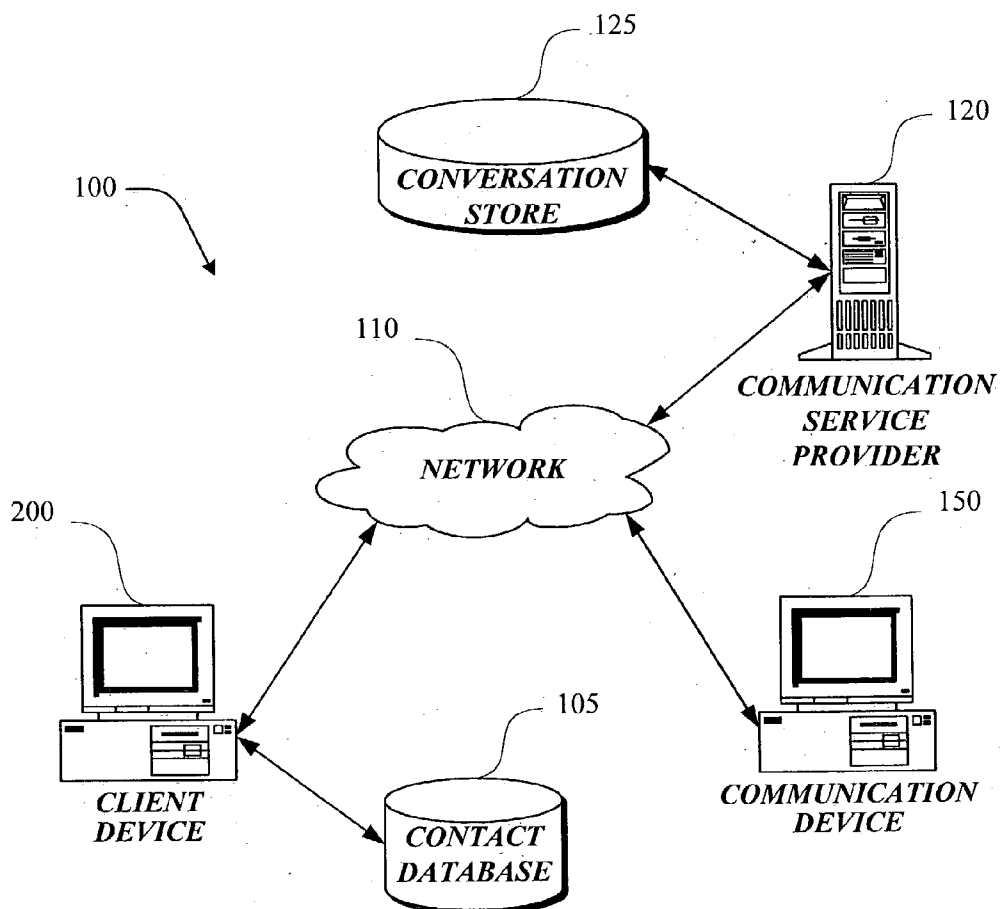 125
120
CONVERSATION
STORE
100
110
COMMUNICATION
SERVICE
PROVIDER
NETWORK
200
150
105
CLIENT
DEVICE
COMMUNICATION
DEVICE
CONTACT
DATABASE